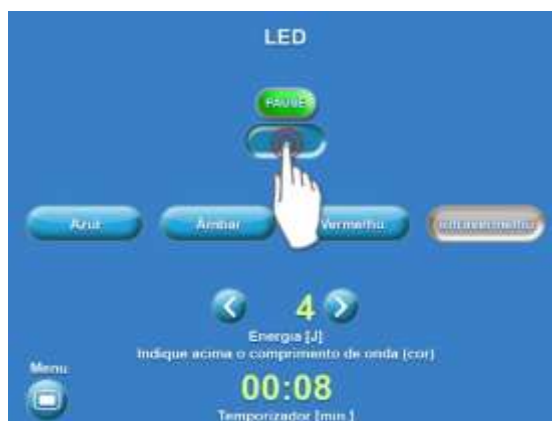 LED
PAUSE
Azul Âmbar Vermelho Infravermelho
4
Energia [J]
Indique acima o comprimento de onda (cor)
Menu
00:08
Temporizador [min.]